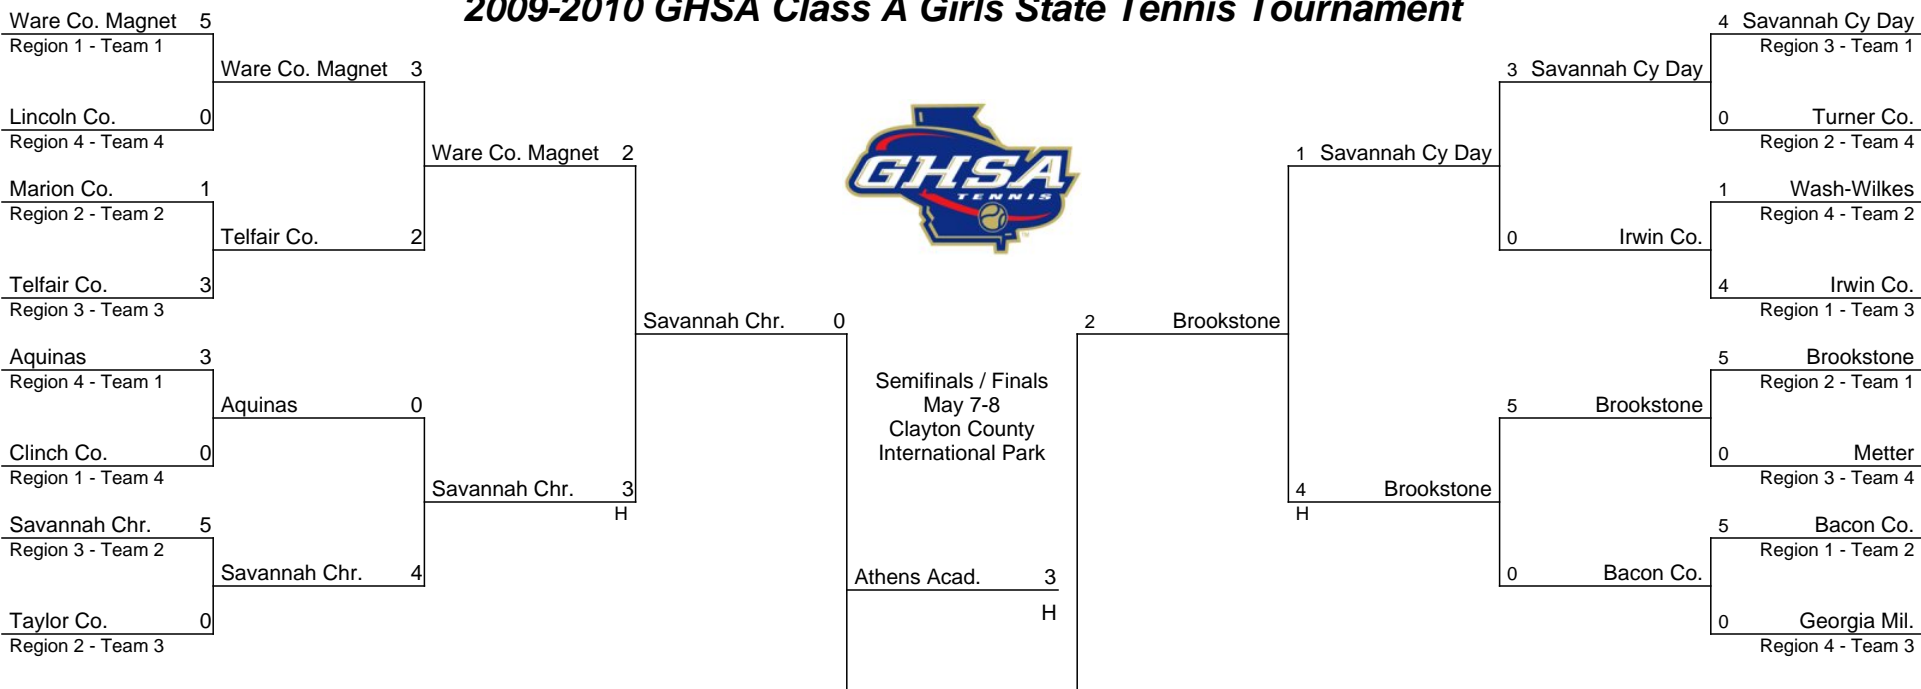 2009-2010 GHSA Class A Girls State Tennis Tournament
Ware Co. Magnet 5
Region 1 - Team 1
Lincoln Co. 0
Region 4 - Team 4
Marion Co. 1
Region 2 - Team 2
Telfair Co. 3
Region 3 - Team 3
Aquinas 3
Region 4 - Team 1
Clinch Co. 0
Region 1 - Team 4
Savannah Chr. 5
Region 3 - Team 2
Taylor Co. 0
Region 2 - Team 3
Ware Co. Magnet 3
Telfair Co. 2
Aquinas 0
Savannah Chr. 4
Ware Co. Magnet 2
Savannah Chr. 3
H
Savannah Chr. 0
GHSA
TENNIS
Semifinals / Finals
May 7-8
Clayton County
International Park
Athens Acad. 3
H
2 Brookstone
1 Savannah Cy Day
4 Brookstone
H
3 Savannah Cy Day
0 Irwin Co.
5 Brookstone
0 Bacon Co.
4 Savannah Cy Day
Region 3 - Team 1
0 Turner Co.
Region 2 - Team 4
1 Wash-Wilkes
Region 4 - Team 2
4 Irwin Co.
Region 1 - Team 3
5 Brookstone
Region 2 - Team 1
0 Metter
Region 3 - Team 4
5 Bacon Co.
Region 1 - Team 2
0 Georgia Mil.
Region 4 - Team 3